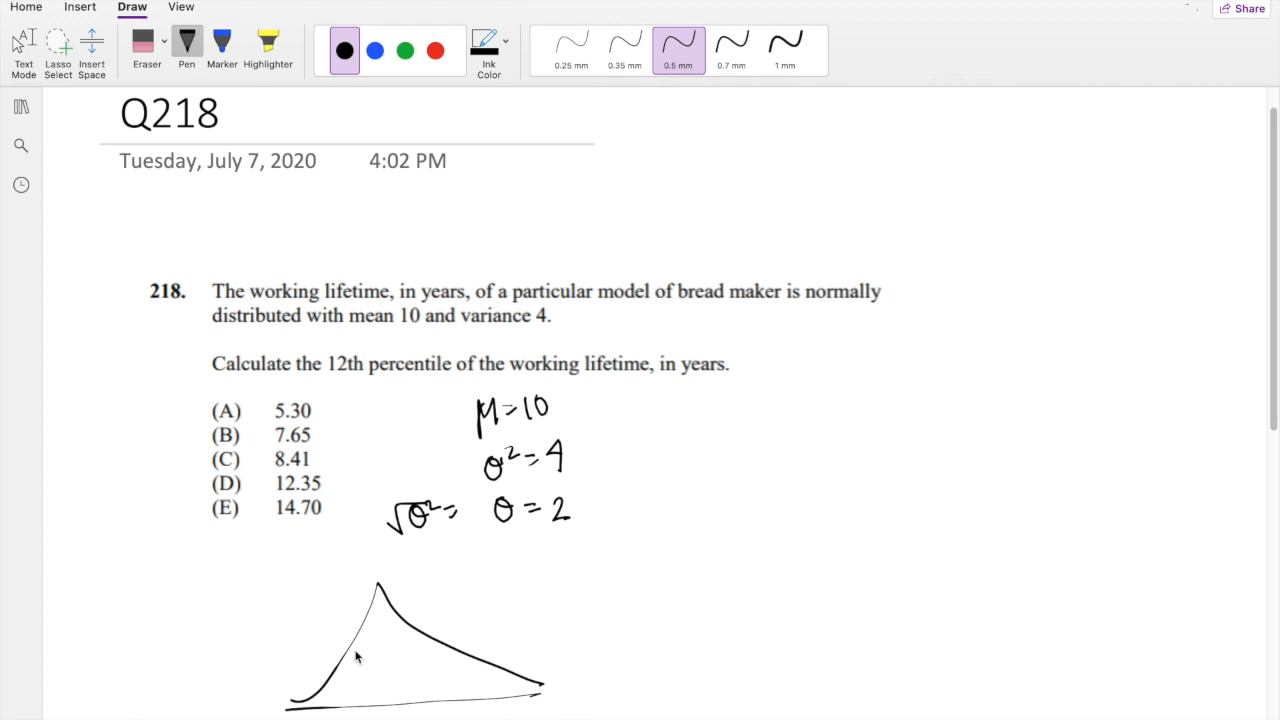 Home Insert Draw View
Share
Text Mode
Lasso Select
Insert Space
Eraser
Pen
Marker
Highlighter
Ink Color
0.25 mm
0.35 mm
0.5 mm
0.7 mm
1 mm
Q218
Tuesday, July 7, 2020 4:02 PM
218. The working lifetime, in years, of a particular model of bread maker is normally
distributed with mean 10 and variance 4.
Calculate the 12th percentile of the working lifetime, in years.
(A) 5.30
(B) 7.65
(C) 8.41
(D) 12.35
(E) 14.70
μ=10
σ²=4
√σ²= σ=2